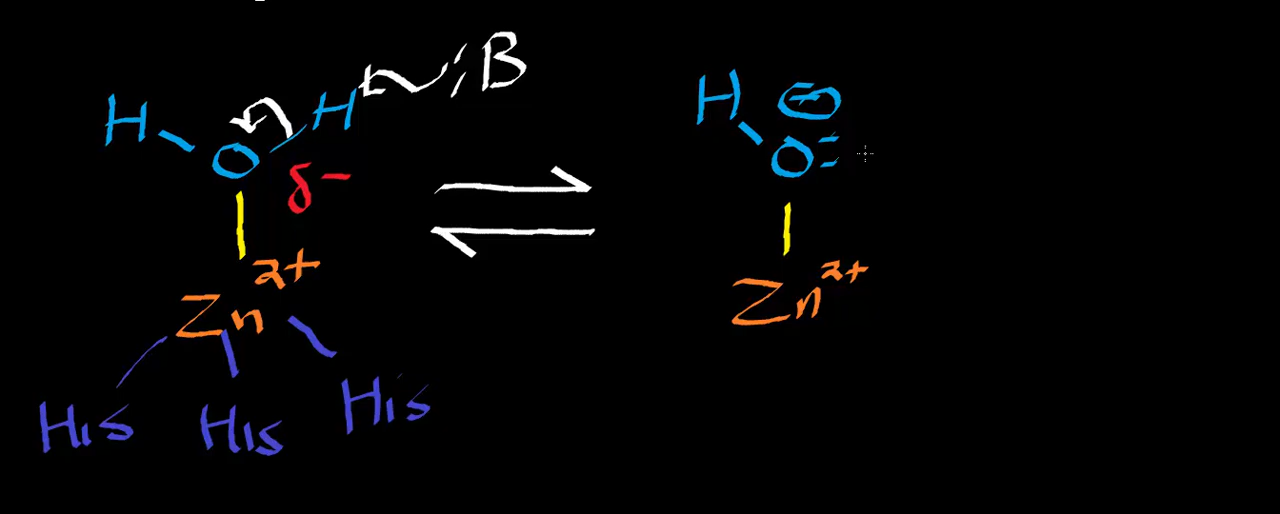 H O H :B
δ-
Zn 2+
His His His
H O ⊖
Zn 2+